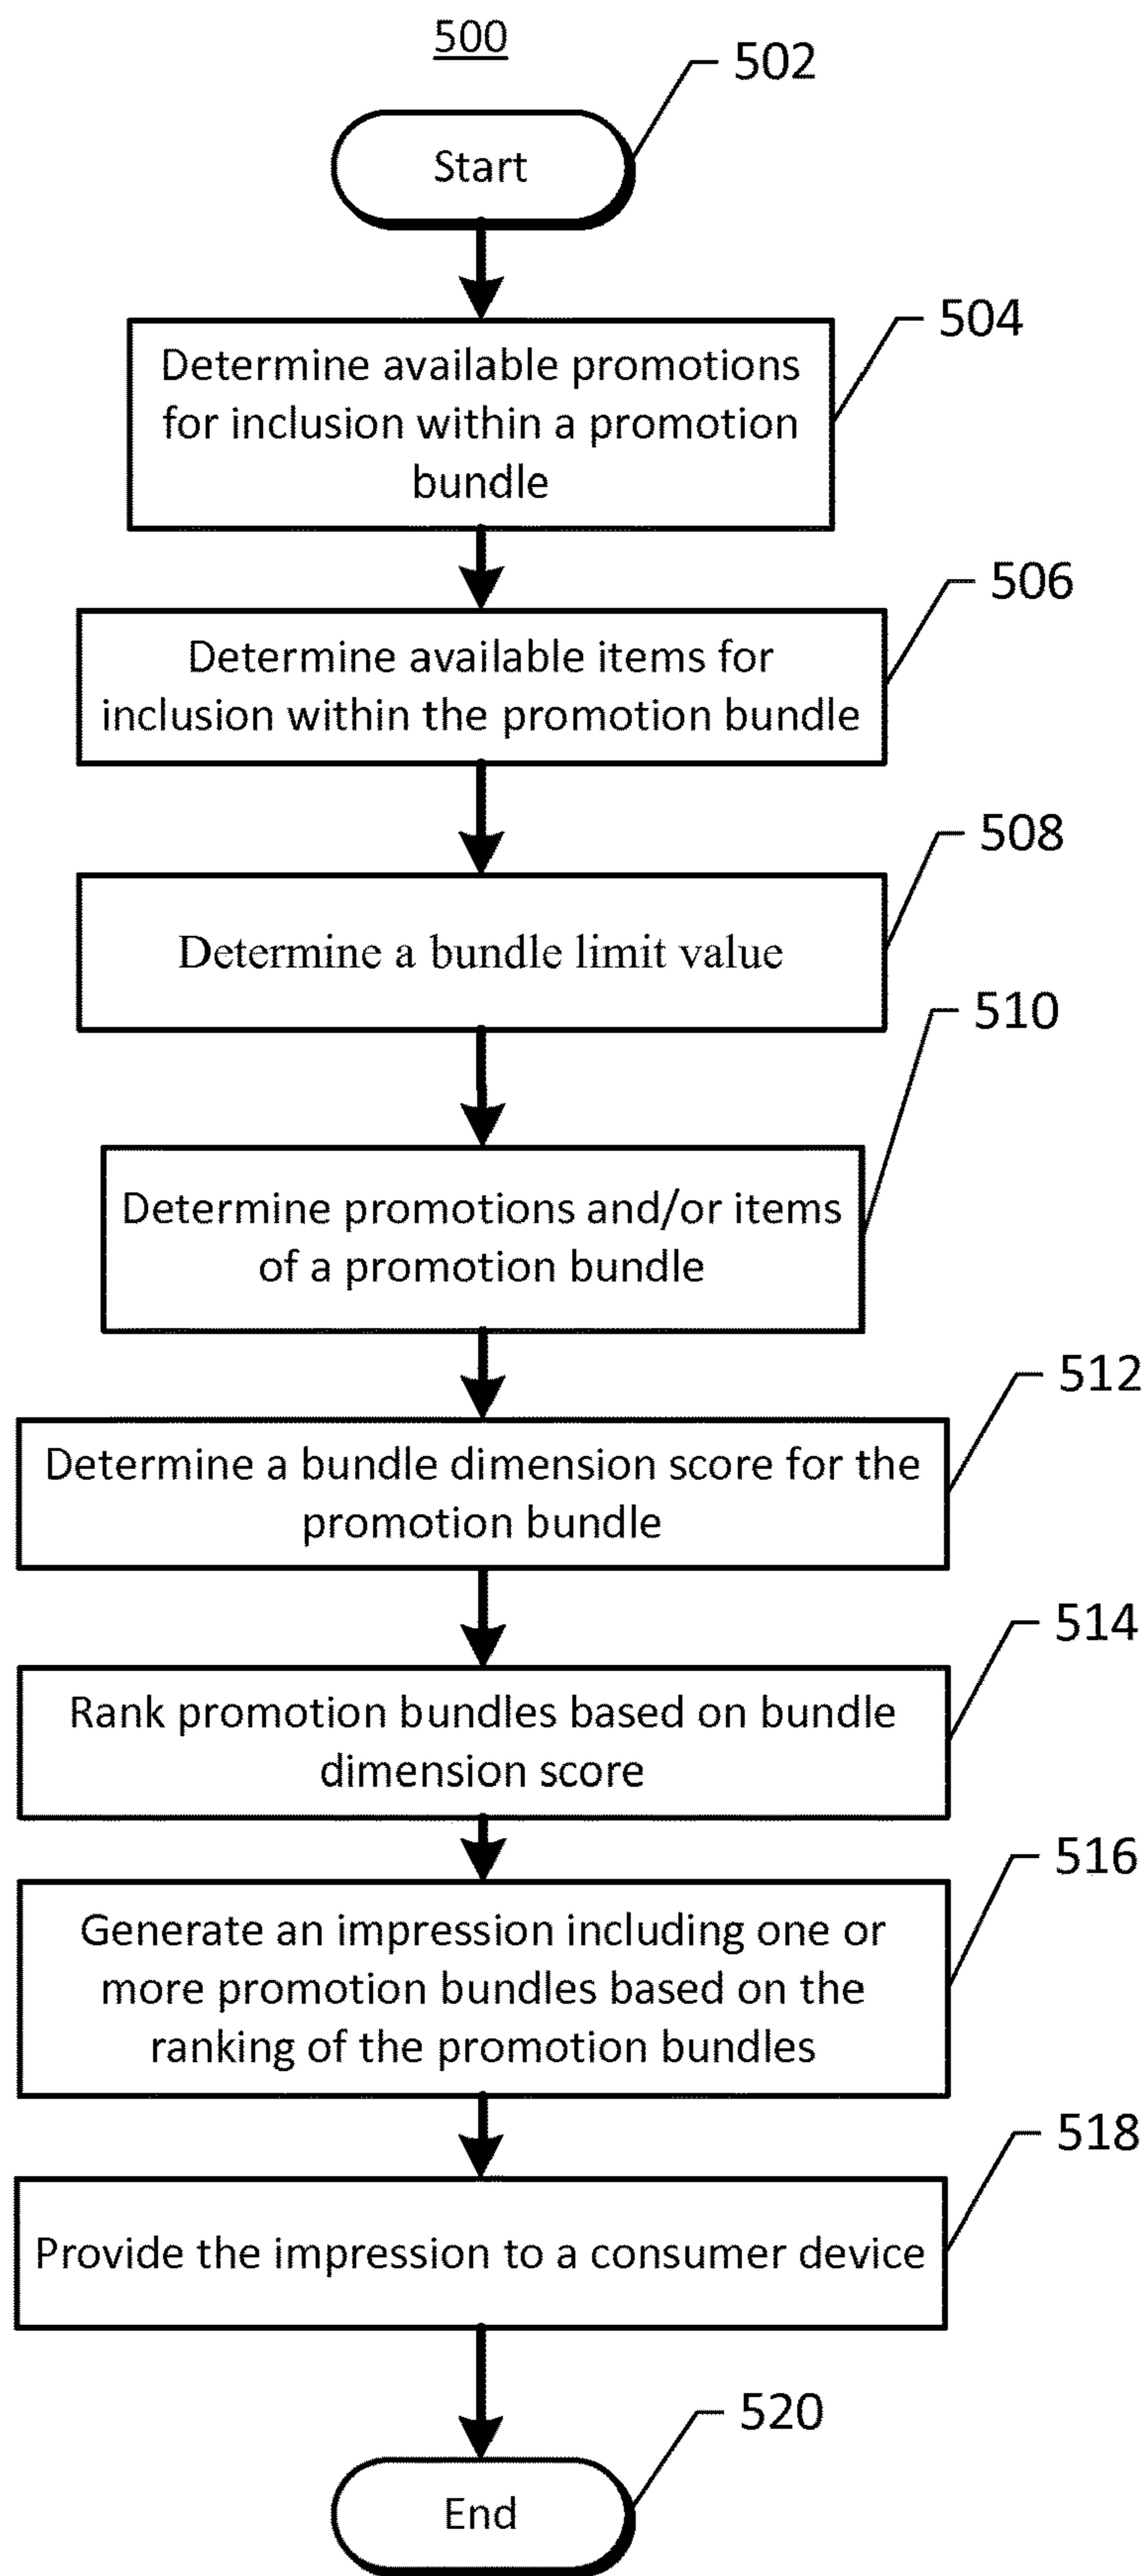 500
502
Start
504
Determine available promotions
for inclusion within a promotion
bundle
506
Determine available items for
inclusion within the promotion bundle
508
Determine a bundle limit value
510
Determine promotions and/or items
of a promotion bundle
512
Determine a bundle dimension score for the
promotion bundle
514
Rank promotion bundles based on bundle
dimension score
516
Generate an impression including one or
more promotion bundles based on the
ranking of the promotion bundles
518
Provide the impression to a consumer device
520
End